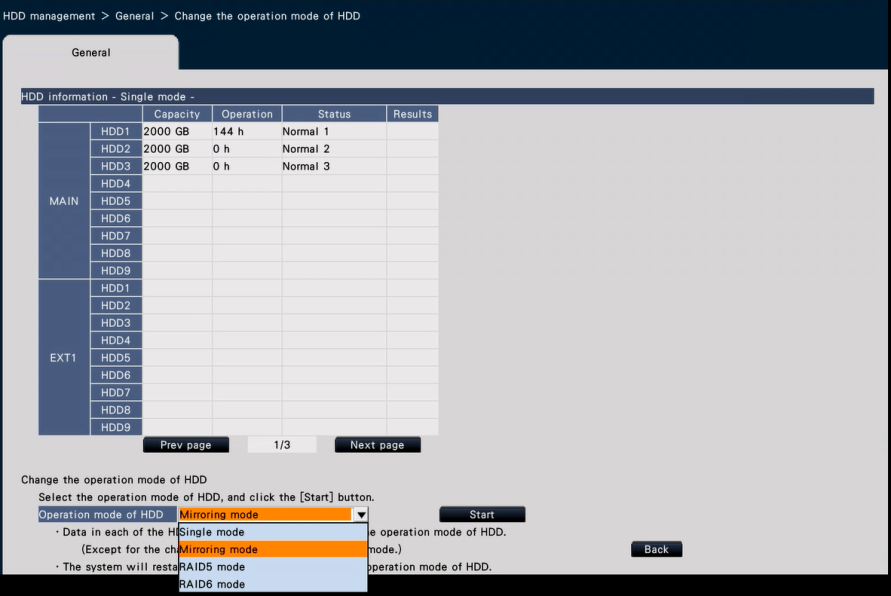 HDD management > General > Change the operation mode of HDD
General
HDD information - Single mode -
Capacity Operation Status Results
HDD1 2000 GB 144 h Normal 1
HDD2 2000 GB 0 h Normal 2
HDD3 2000 GB 0 h Normal 3
HDD4
MAIN HDD5
HDD6
HDD7
HDD8
HDD9
HDD1
HDD2
HDD3
HDD4
EXT1 HDD5
HDD6
HDD7
HDD8
HDD9
Prev page 1/3 Next page
Change the operation mode of HDD
Select the operation mode of HDD, and click the [Start] button.
Operation mode of HDD Mirroring mode Start
· Data in each of the Single mode operation mode of HDD.
(Except for the Mirroring mode mode.) Back
· The system will RAID5 mode operation mode of HDD.
RAID6 mode